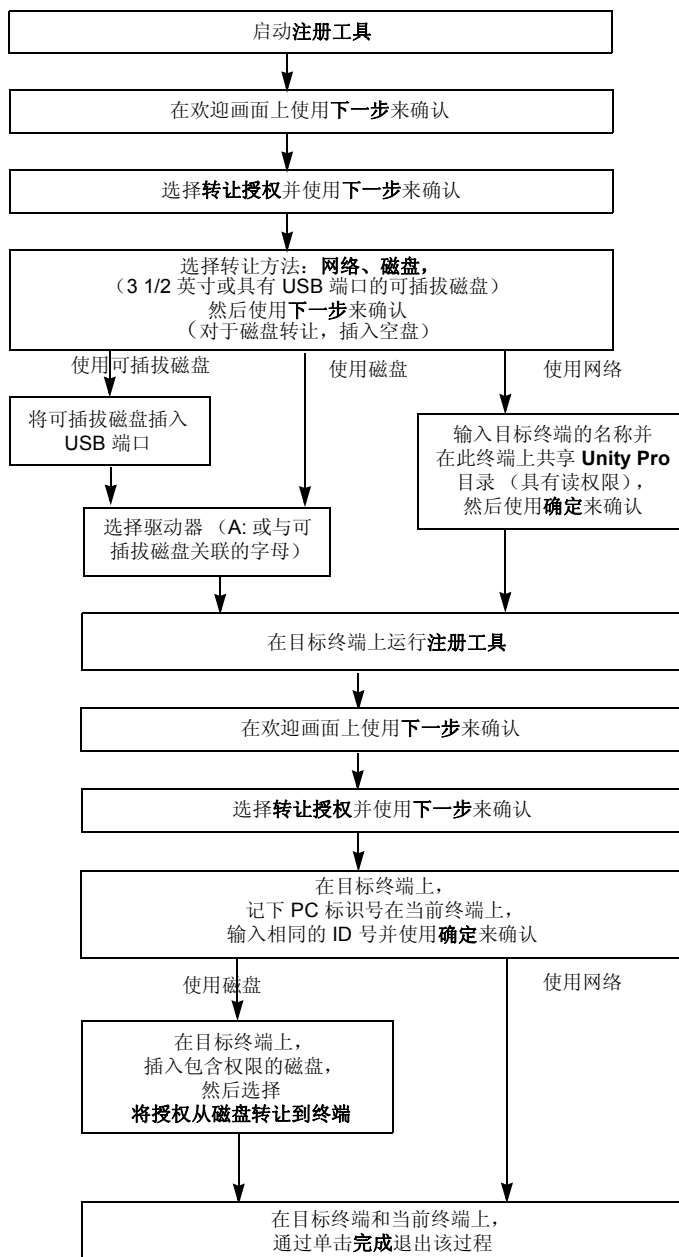 启动注册工具
在欢迎画面上使用下一步来确认
选择转让授权并使用下一步来确认
选择转让方法：网络、磁盘，
（3 1/2 英寸或具有 USB 端口的可插拔磁盘）
然后使用下一步来确认
（对于磁盘转让，插入空盘）
使用可插拔磁盘
使用磁盘
使用网络
将可插拔磁盘插入
USB 端口
输入目标终端的名称并
在此终端上共享 Unity Pro
目录 （具有读权限），
然后使用确定来确认
选择驱动器 （A: 或与可
插拔磁盘关联的字母）
在目标终端上运行注册工具
在欢迎画面上使用下一步来确认
选择转让授权并使用下一步来确认
在目标终端上，
记下 PC 标识号在当前终端上，
输入相同的 ID 号并使用确定来确认
使用磁盘
使用网络
在目标终端上，
插入包含权限的磁盘，
然后选择
将授权从磁盘转让到终端
在目标终端和当前终端上，
通过单击完成退出该过程